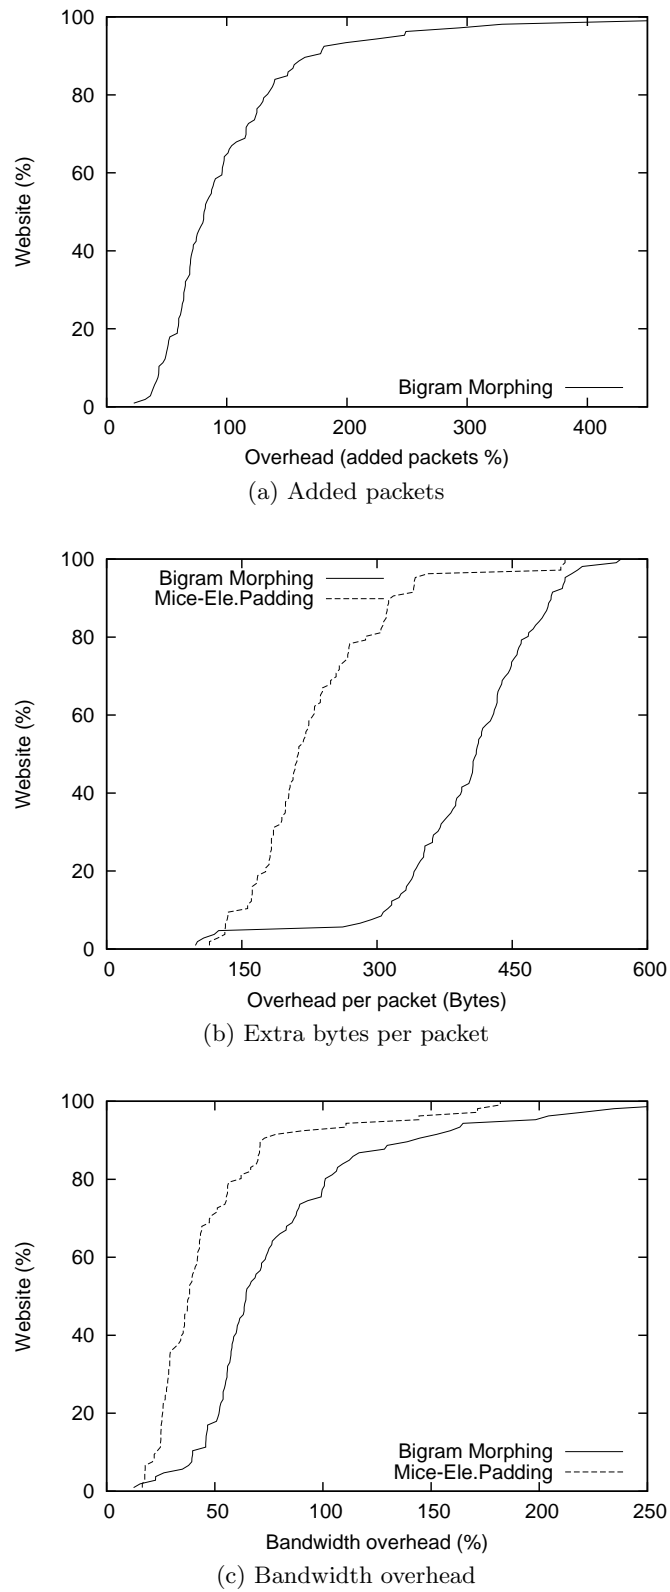 100
80
60
40
20
0
Website (%)
Bigram Morphing
0 100 200 300 400
Overhead (added packets %)
(a) Added packets
100
80
60
40
20
0
Website (%)
Bigram Morphing
Mice-Ele.Padding
0 150 300 450 600
Overhead per packet (Bytes)
(b) Extra bytes per packet
100
80
60
40
20
0
Website (%)
Bigram Morphing
Mice-Ele.Padding
0 50 100 150 200 250
Bandwidth overhead (%)
(c) Bandwidth overhead